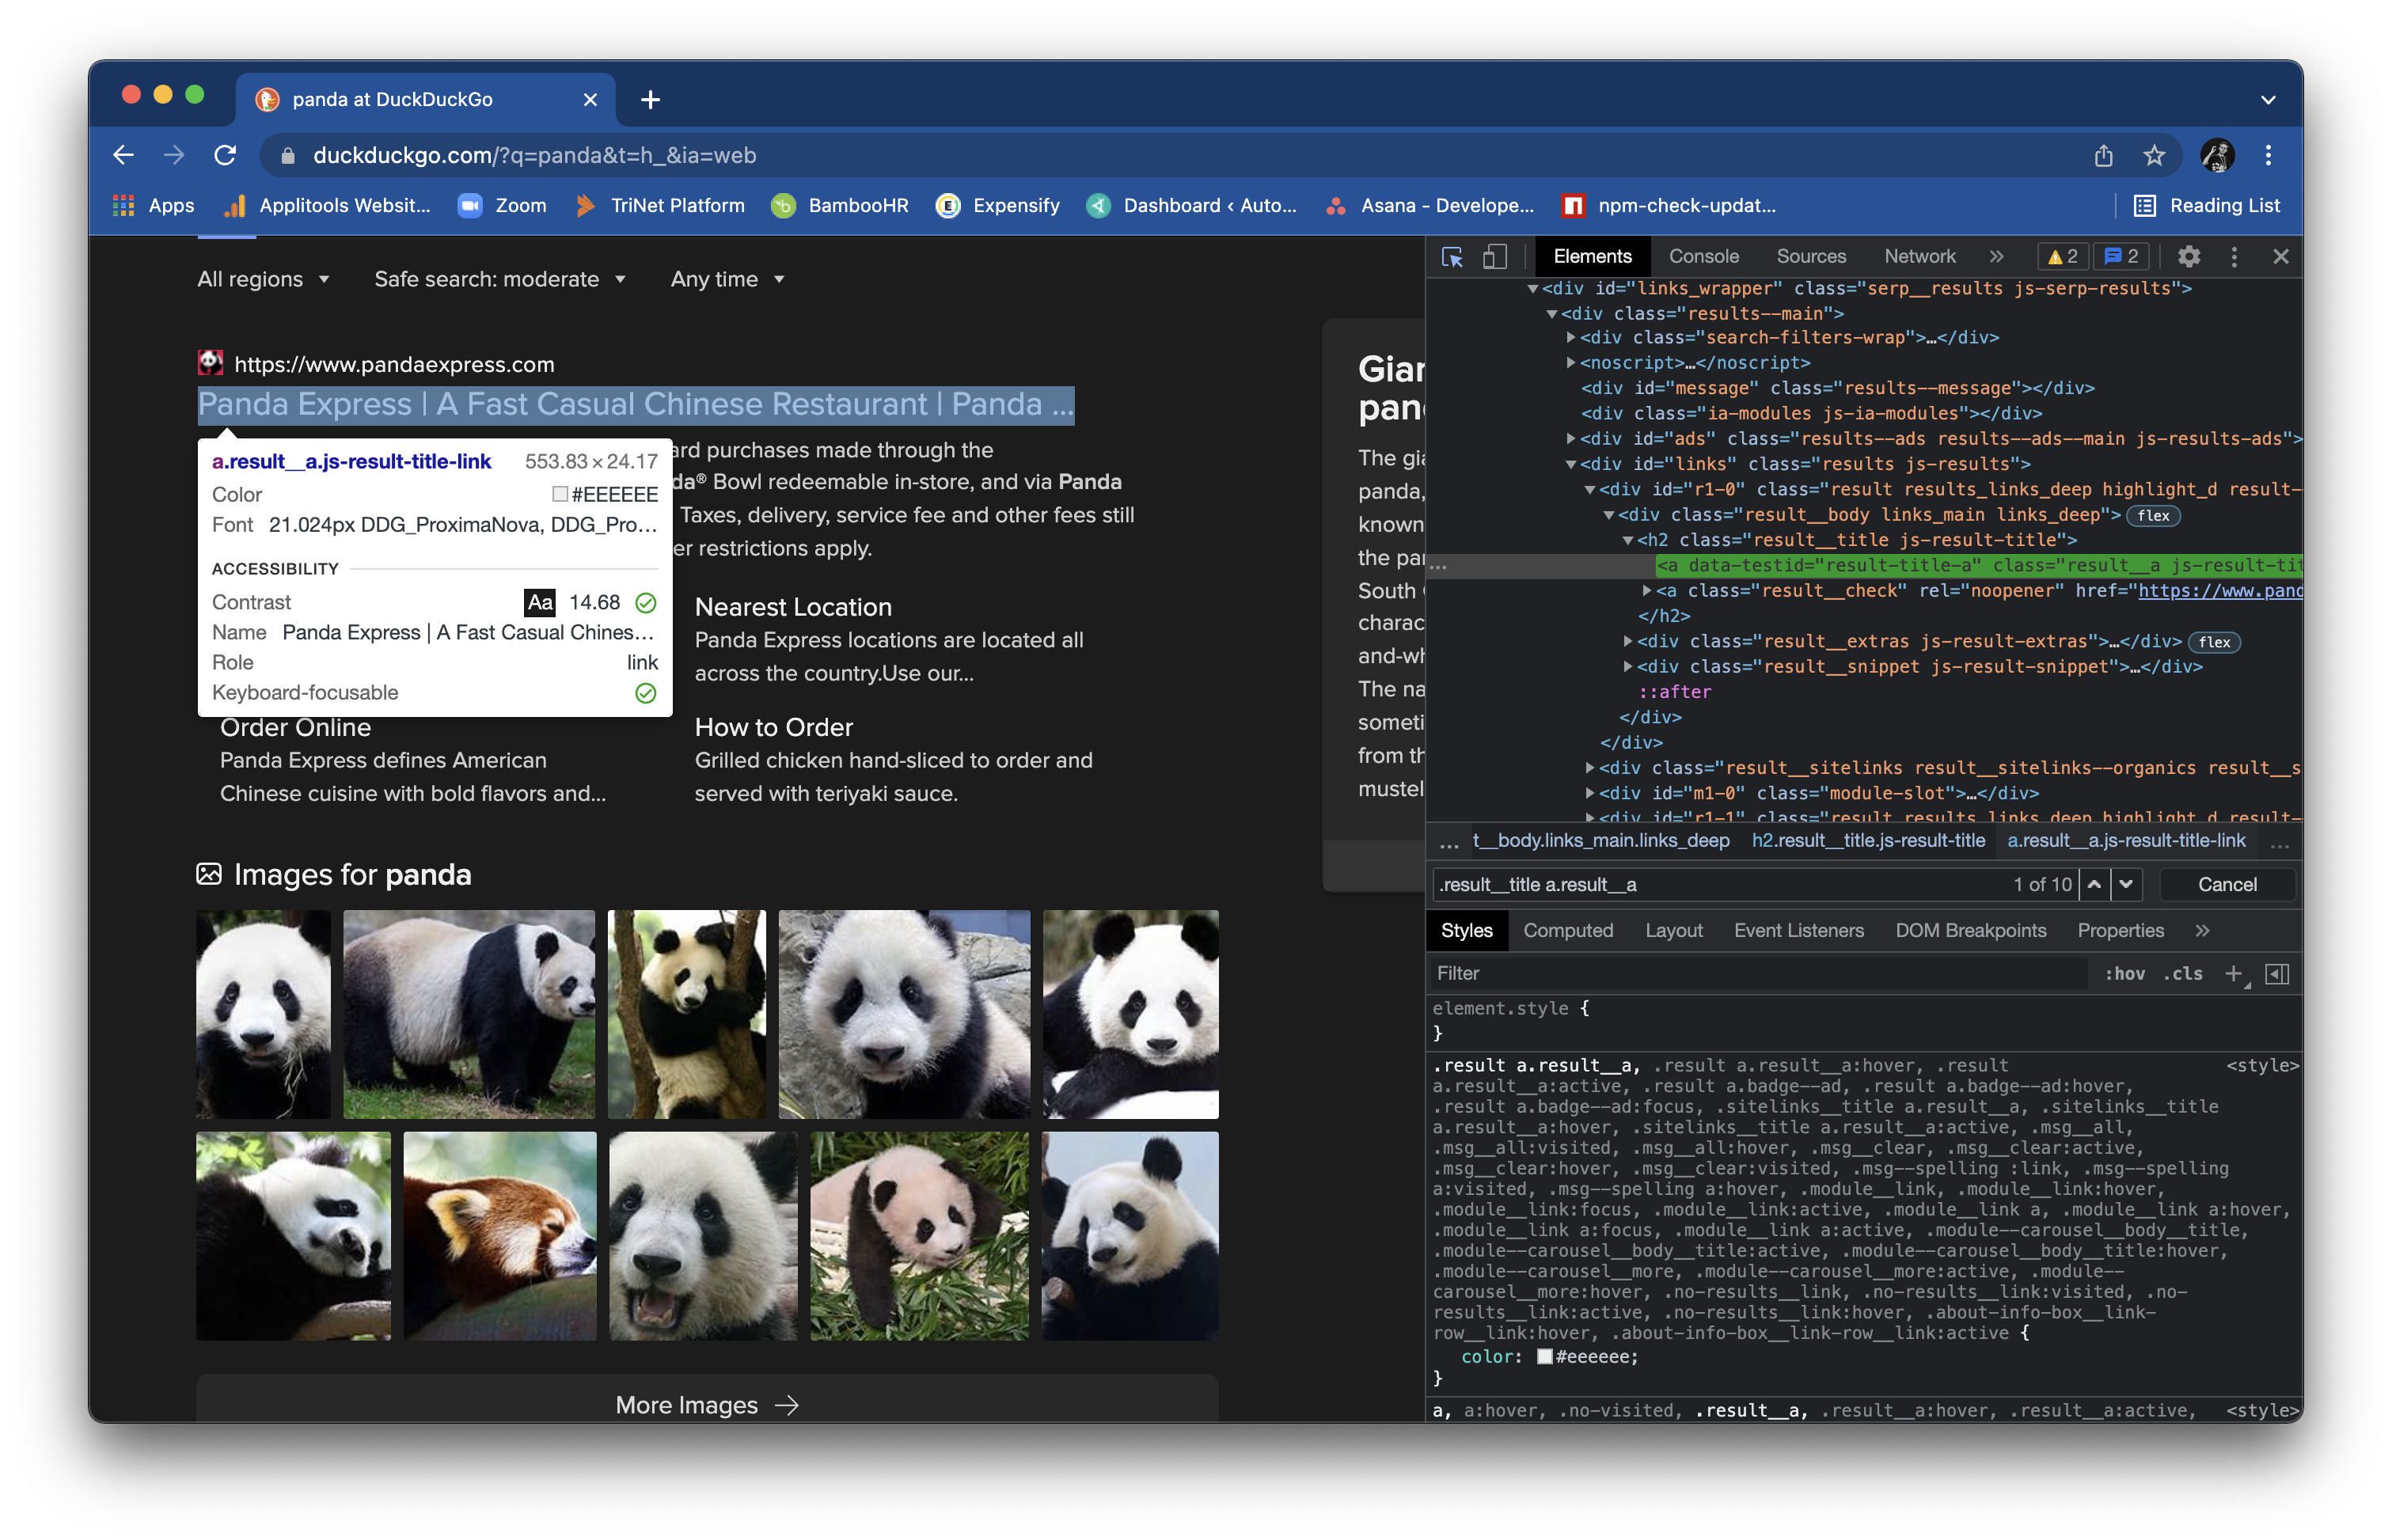 panda at DuckDuckGo
duckduckgo.com/?q=panda&t=h_&ia=web
Apps
Applitools Websit...
Zoom
TriNet Platform
BambooHR
Expensify
Dashboard ‹ Auto...
Asana - Develope...
npm-check-updat...
Reading List
All regions
Safe search: moderate
Any time
https://www.pandaexpress.com
Panda Express | A Fast Casual Chinese Restaurant | Panda ...
ard purchases made through the
da® Bowl redeemable in-store, and via Panda
Taxes, delivery, service fee and other fees still
er restrictions apply.
a.result__a.js-result-title-link 553.83 × 24.17
Color #EEEEEE
Font 21.024px DDG_ProximaNova, DDG_Pro...
ACCESSIBILITY
Contrast Aa 14.68
Name Panda Express | A Fast Casual Chines...
Role link
Keyboard-focusable
Nearest Location
Panda Express locations are located all
across the country.Use our...
Order Online
Panda Express defines American
Chinese cuisine with bold flavors and...
How to Order
Grilled chicken hand-sliced to order and
served with teriyaki sauce.
Images for panda
More Images →
Gian
pan
The gia
panda,
known
the pan
South
charac
and-wh
The na
someti
from th
mustel
Elements
Console
Sources
Network
»
2
2
<div id="links_wrapper" class="serp__results js-serp-results">
<div class="results--main">
<div class="search-filters-wrap">…</div>
<noscript>…</noscript>
<div id="message" class="results--message"></div>
<div class="ia-modules js-ia-modules"></div>
<div id="ads" class="results--ads results--ads--main js-results-ads">
<div id="links" class="results js-results">
<div id="r1-0" class="result results_links_deep highlight_d result-
<div class="result__body links_main links_deep"> flex
<h2 class="result__title js-result-title">
... <a data-testid="result-title-a" class="result__a js-result-tit
<a class="result__check" rel="noopener" href="https://www.pand
</h2>
<div class="result__extras js-result-extras">…</div> flex
<div class="result__snippet js-result-snippet">…</div>
::after
</div>
</div>
<div class="result__sitelinks result__sitelinks--organics result__s
<div id="m1-0" class="module-slot">…</div>
<div id="r1-1" class="result results_links_deep highlight_d result-
... t__body.links_main.links_deep h2.result__title.js-result-title a.result__a.js-result-title-link ...
.result__title a.result__a 1 of 10 Cancel
Styles
Computed
Layout
Event Listeners
DOM Breakpoints
Properties
»
Filter :hov .cls +
element.style {
}
.result a.result__a, .result a.result__a:hover, .result <style>
a.result__a:active, .result a.badge--ad, .result a.badge--ad:hover,
.result a.badge--ad:focus, .sitelinks__title a.result__a, .sitelinks__title
a.result__a:hover, .sitelinks__title a.result__a:active, .msg__all,
.msg__all:visited, .msg__all:hover, .msg__clear, .msg__clear:active,
.msg__clear:hover, .msg__clear:visited, .msg--spelling :link, .msg--spelling
a:visited, .msg--spelling a:hover, .module__link, .module__link:hover,
.module__link:focus, .module__link:active, .module__link a, .module__link a:hover,
.module__link a:focus, .module__link a:active, .module--carousel__body__title,
.module--carousel__body__title:active, .module--carousel__body__title:hover,
.module--carousel__more, .module--carousel__more:active, .module--
carousel__more:hover, .no-results__link, .no-results__link:visited, .no-
results__link:active, .no-results__link:hover, .about-info-box__link-
row__link:hover, .about-info-box__link-row__link:active {
color: #eeeeee;
}
a, a:hover, .no-visited, .result__a, .result__a:hover, .result__a:active, <style>